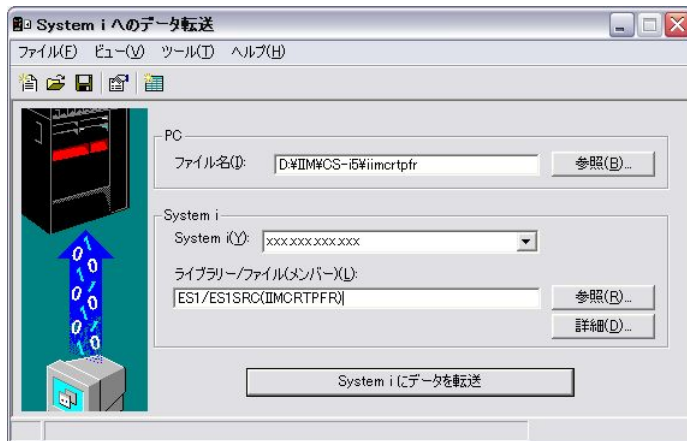 System i へのデータ転送
ファイル(F) ビュー(V) ツール(T) ヘルプ(H)
PC
ファイル名(I):
D:¥IIM¥CS-i5¥iimcrtpfr
参照(B)...
System i
System i(Y):
xxx.xxx.xxx.xxx
ライブラリー/ファイル(メンバー)(L):
ES1/ES1SRC(IIMCRTPFR)
参照(R)...
詳細(D)...
System i にデータを転送